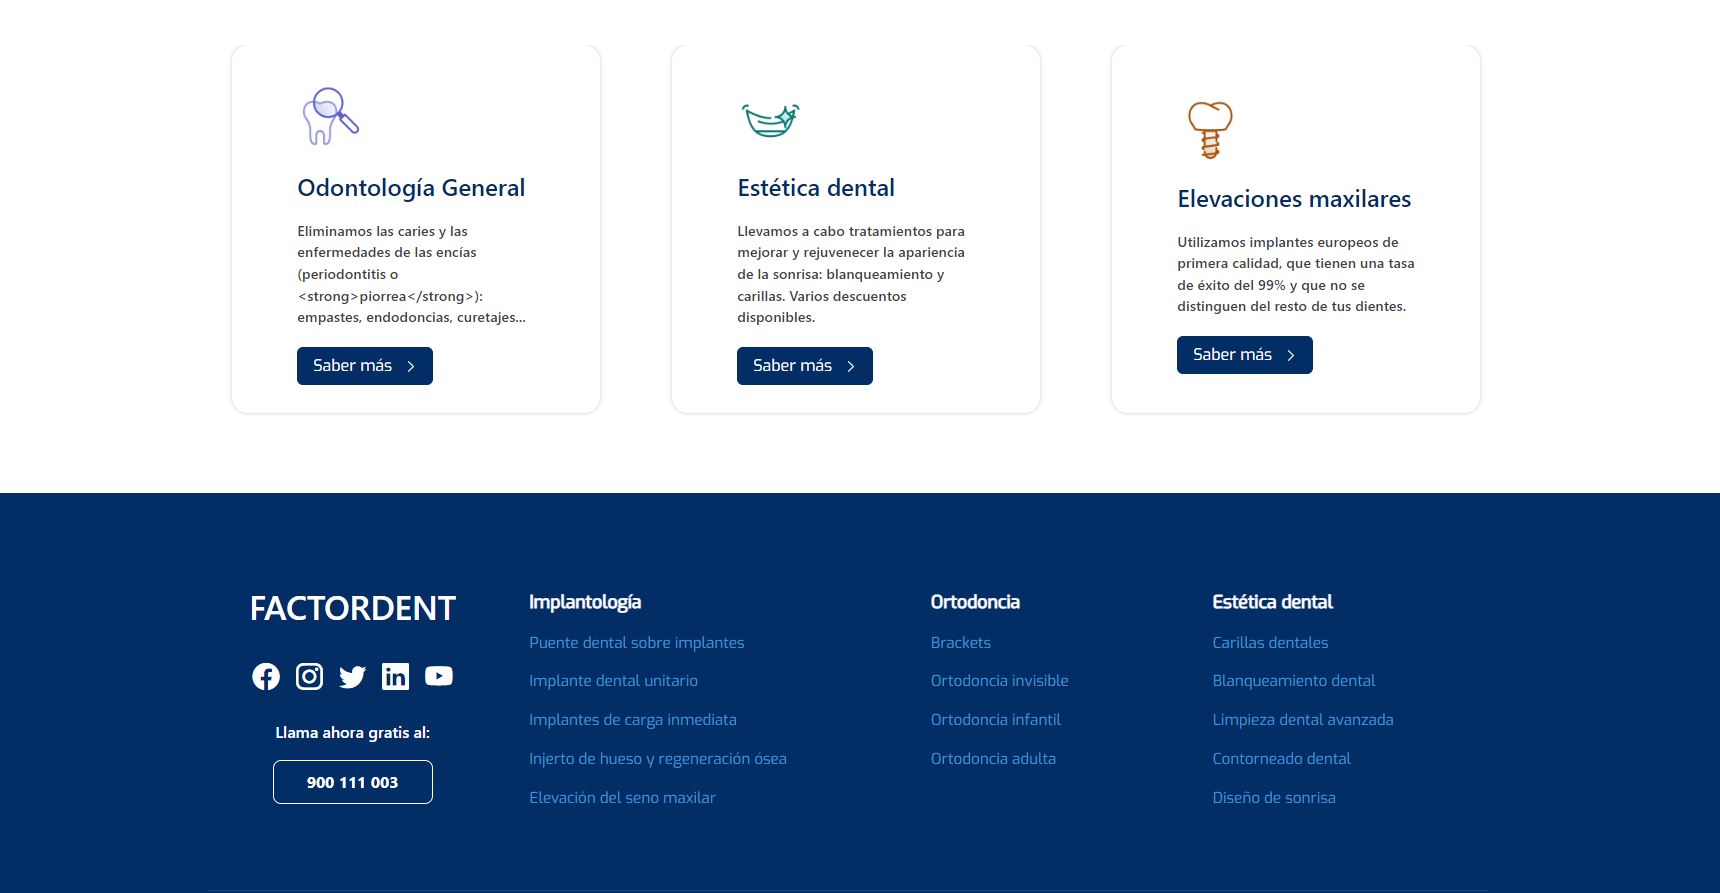 Odontología General
Eliminamos las caries y las
enfermedades de las encías
(periodontitis o
<strong>piorrea</strong>):
empastes, endodoncias, curetajes...
Saber más
Estética dental
Llevamos a cabo tratamientos para
mejorar y rejuvenecer la apariencia
de la sonrisa: blanqueamiento y
carillas. Varios descuentos
disponibles.
Saber más
Elevaciones maxilares
Utilizamos implantes europeos de
primera calidad, que tienen una tasa
de éxito del 99% y que no se
distinguen del resto de tus dientes.
Saber más
FACTORDENT
Llama ahora gratis al:
900 111 003
Implantología
Puente dental sobre implantes
Implante dental unitario
Implantes de carga inmediata
Injerto de hueso y regeneración ósea
Elevación del seno maxilar
Ortodoncia
Brackets
Ortodoncia invisible
Ortodoncia infantil
Ortodoncia adulta
Estética dental
Carillas dentales
Blanqueamiento dental
Limpieza dental avanzada
Contorneado dental
Diseño de sonrisa